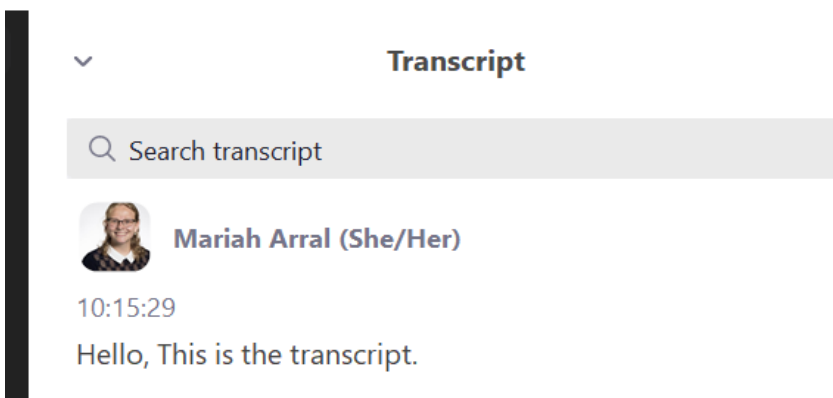 Transcript
Search transcript
Mariah Arral (She/Her)
10:15:29
Hello, This is the transcript.